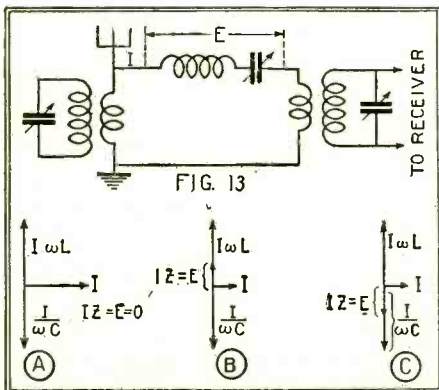 E
I
TO RECEIVER
FIG. 13
IωL
I
I/ωC
IZ=E=0
A
IωL
IZ=E
I
I/ωC
B
IωL
I
IZ=E
I/ωC
C